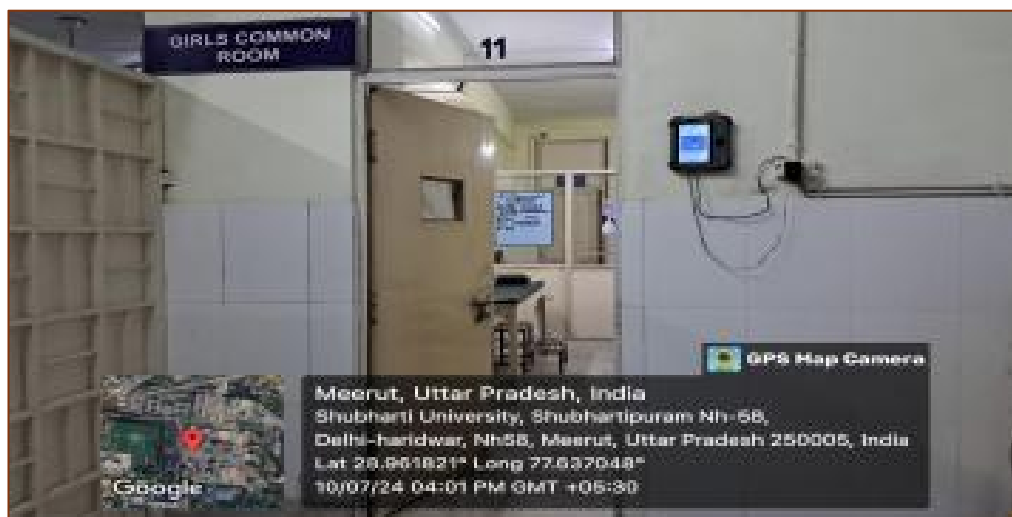 GIRLS COMMON
ROOM
11
GPS Map Camera
Meerut, Uttar Pradesh, India
Shubharti University, Shubhartipuram Nh-58,
Delhi-haridwar, Nh58, Meerut, Uttar Pradesh 250005, India
Lat 28.961821° Long 77.637048°
10/07/24 04:01 PM GMT +05:30
Google